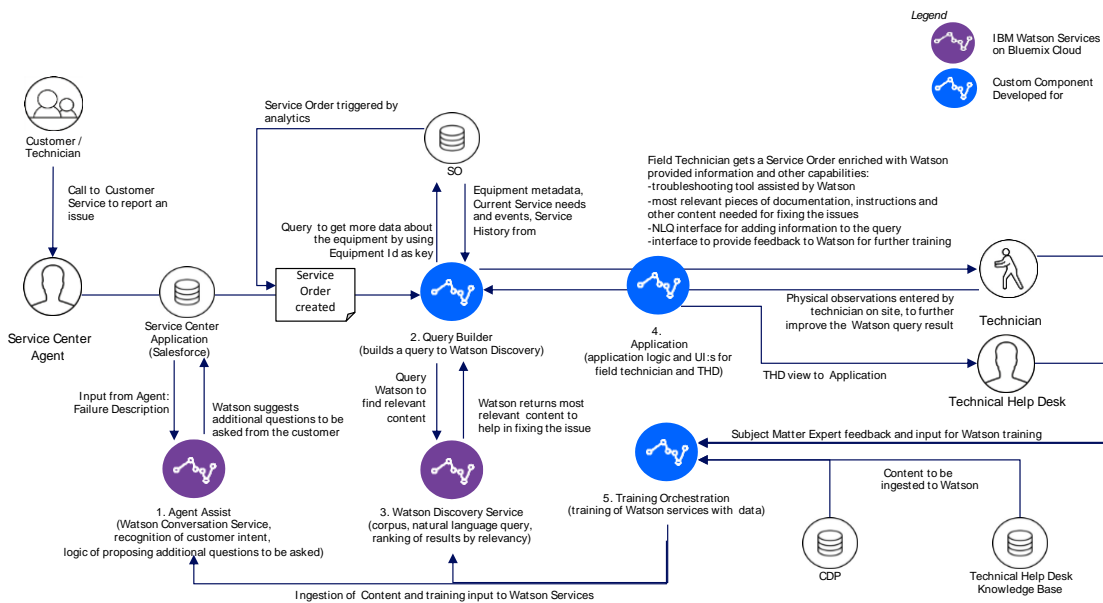 Legend
IBM Watson Services
on Bluemix Cloud
Custom Component
Developed for
Customer /
Technician
Call to Customer
Service to report an
issue
Service Center
Agent
Service Center
Application
(Salesforce)
Service Order triggered by
analytics
SO
Query to get more data about
the equipment by using
Equipment Id as key
Equipment metadata,
Current Service needs
and events, Service
History from
Service
Order
created
2. Query Builder
(builds a query to Watson Discovery)
Field Technician gets a Service Order enriched with Watson
provided information and other capabilities:
-troubleshooting tool assisted by Watson
-most relevant pieces of documentation, instructions and
other content needed for fixing the issues
-NLQ interface for adding information to the query
-interface to provide feedback to Watson for further training
4.
Application
(application logic and UI:s for
field technician and THD)
Physical observations entered by
technician on site, to further
improve the Watson query result
Technician
THD view to Application
Technical Help Desk
Input from Agent:
Failure Description
Watson suggests
additional questions to be
asked from the customer
Query
Watson to
find relevant
content
Watson returns most
relevant content to
help in fixing the issue
1. Agent Assist
(Watson Conversation Service,
recognition of customer intent,
logic of proposing additional questions to be asked)
3. Watson Discovery Service
(corpus, natural language query,
ranking of results by relevancy)
Subject Matter Expert feedback and input for Watson training
Content to be
ingested to Watson
5. Training Orchestration
(training of Watson services with data)
CDP
Technical Help Desk
Knowledge Base
Ingestion of Content and training input to Watson Services